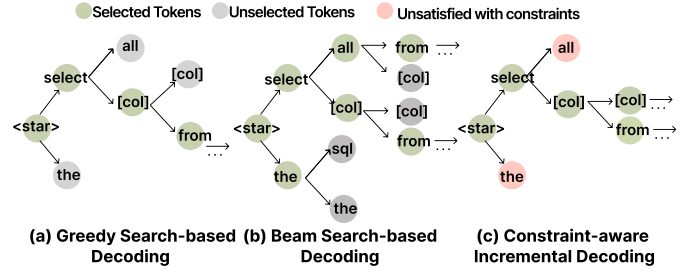 Selected Tokens Unselected Tokens Unsatisfied with constraints
all
select
[col]
[col]
<star>
from
...
the
all
from
...
select
[col]
[col]
[col]
<star>
from
...
sql
the
the
all
select
[col]
[col]
...
<star>
from
...
the
(a) Greedy Search-based
Decoding
(b) Beam Search-based
Decoding
(c) Constraint-aware
Incremental Decoding